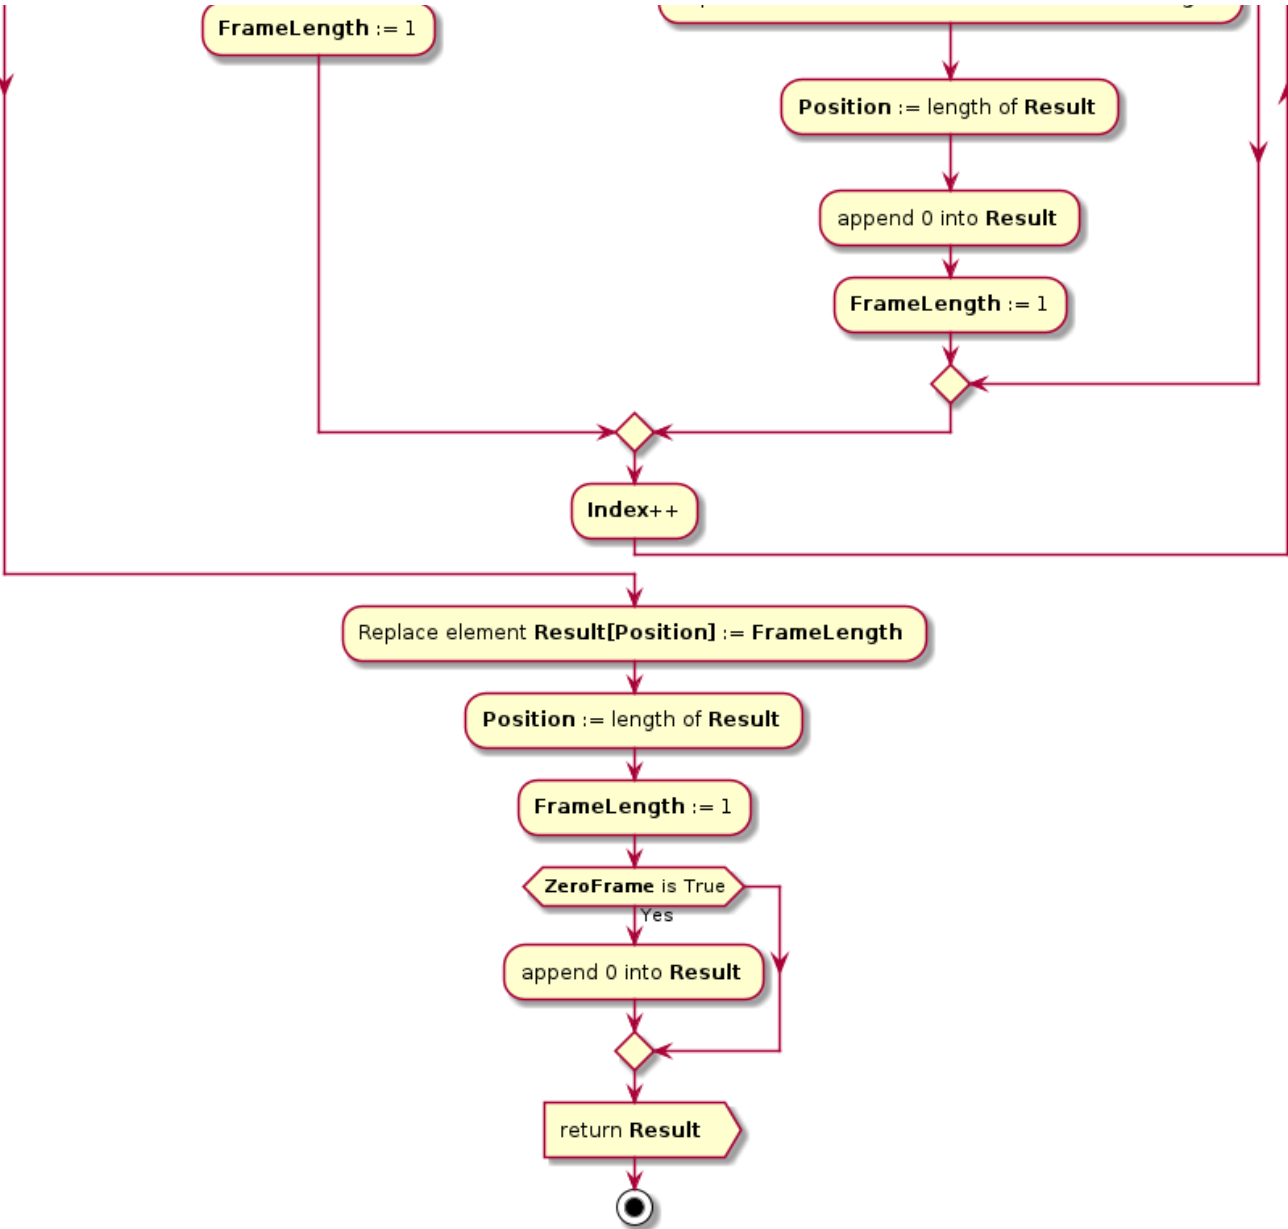 FrameLength := 1
Position := length of Result
append 0 into Result
FrameLength := 1
Index++
Replace element Result[Position] := FrameLength
Position := length of Result
FrameLength := 1
ZeroFrame is True
Yes
append 0 into Result
return Result